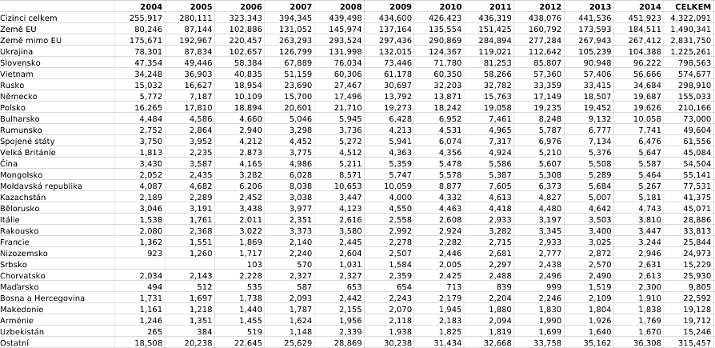 2004 2005 2006 2007 2008 2009 2010 2011 2012 2013 2014 CELKEM
Cizinci celkem 255,917 280,111 323,343 394,345 439,498 434,600 426,423 436,319 438,076 441,536 451,923 4,322,091
Země EU 80,246 87,144 102,886 131,052 145,974 137,164 135,554 151,425 160,792 173,593 184,511 1,490,341
Země mimo EU 175,671 192,967 220,457 263,293 293,524 297,436 290,869 284,894 277,284 267,943 267,412 2,831,750
Ukrajina 78,301 87,834 102,657 126,799 131,998 132,015 124,367 119,021 112,642 105,239 104,388 1,225,261
Slovensko 47,354 49,446 58,384 67,889 76,034 73,446 71,780 81,253 85,807 90,948 96,222 798,563
Vietnam 34,248 36,903 40,835 51,159 60,306 61,178 60,350 58,266 57,360 57,406 56,666 574,677
Rusko 15,032 16,627 18,954 23,690 27,467 30,697 32,203 32,782 33,359 33,415 34,684 298,910
Německo 5,772 7,187 10,109 15,700 17,496 13,792 13,871 15,763 17,149 18,507 19,687 155,033
Polsko 16,265 17,810 18,894 20,601 21,710 19,273 18,242 19,058 19,235 19,452 19,626 210,166
Bulharsko 4,484 4,586 4,660 5,046 5,945 6,428 6,952 7,461 8,248 9,132 10,058 73,000
Rumunsko 2,752 2,864 2,940 3,298 3,736 4,213 4,531 4,965 5,787 6,777 7,741 49,604
Spojené státy 3,750 3,952 4,212 4,452 5,272 5,941 6,074 7,317 6,976 7,134 6,476 61,556
Velká Británie 1,813 2,235 2,873 3,775 4,512 4,363 4,356 4,924 5,210 5,376 5,647 45,084
Čína 3,430 3,587 4,165 4,986 5,211 5,359 5,478 5,586 5,607 5,508 5,587 54,504
Mongolsko 2,052 2,435 3,282 6,028 8,571 5,747 5,578 5,387 5,308 5,289 5,464 55,141
Moldavská republika 4,087 4,682 6,206 8,038 10,653 10,059 8,877 7,605 6,373 5,684 5,267 77,531
Kazachstán 2,189 2,289 2,452 3,038 3,447 4,000 4,332 4,613 4,827 5,007 5,181 41,375
Bělorusko 3,046 3,191 3,438 3,977 4,123 4,550 4,463 4,418 4,480 4,642 4,743 45,071
Itálie 1,538 1,761 2,011 2,351 2,616 2,558 2,608 2,933 3,197 3,503 3,810 28,886
Rakousko 2,080 2,368 3,022 3,373 3,580 2,992 2,924 3,282 3,345 3,400 3,447 33,813
Francie 1,362 1,551 1,869 2,140 2,445 2,278 2,282 2,715 2,933 3,025 3,244 25,844
Nizozemsko 923 1,260 1,717 2,240 2,604 2,507 2,446 2,681 2,777 2,872 2,946 24,973
Srbsko 103 570 1,031 1,584 2,005 2,297 2,438 2,570 2,631 15,229
Chorvatsko 2,034 2,143 2,228 2,327 2,327 2,359 2,425 2,488 2,496 2,490 2,613 25,930
Maďarsko 494 512 535 587 653 654 713 839 999 1,519 2,300 9,805
Bosna a Hercegovina 1,731 1,697 1,738 2,093 2,442 2,243 2,179 2,204 2,246 2,109 1,910 22,592
Makedonie 1,161 1,218 1,440 1,787 2,155 2,070 1,945 1,880 1,830 1,804 1,838 19,128
Arménie 1,246 1,351 1,455 1,624 1,956 2,118 2,183 2,094 1,990 1,926 1,769 19,712
Uzbekistán 265 384 519 1,148 2,339 1,938 1,825 1,819 1,699 1,640 1,670 15,246
Ostatní 18,508 20,238 22,645 25,629 28,869 30,238 31,434 32,668 33,758 35,162 36,308 315,457